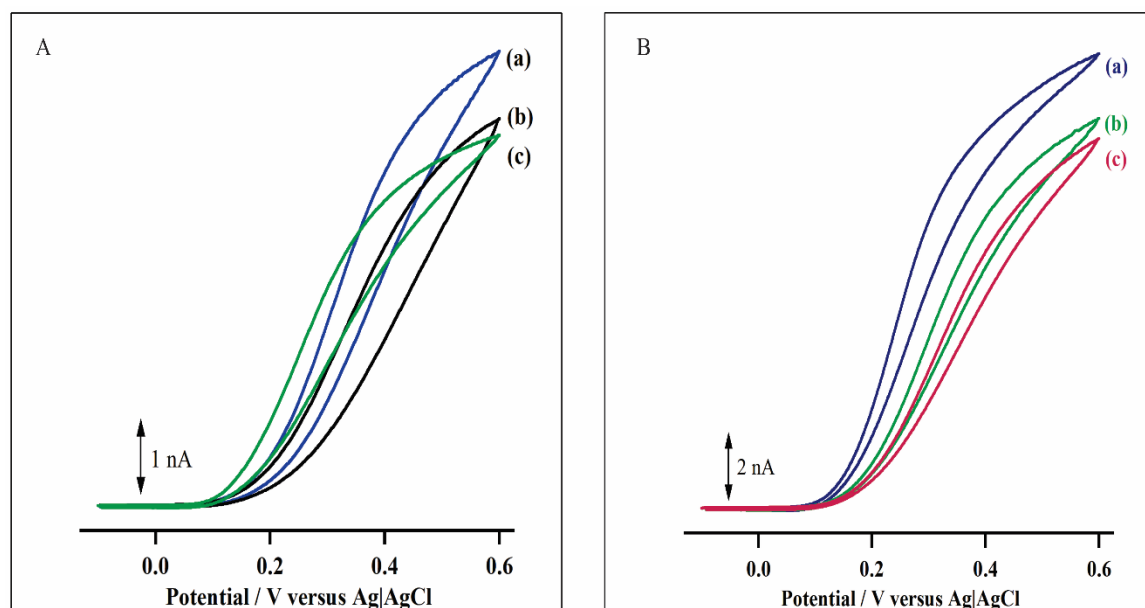 A
(a)
(b)
(c)
1 nA
0.0 0.2 0.4 0.6
Potential / V versus Ag|AgCl
B
(a)
(b)
(c)
2 nA
0.0 0.2 0.4 0.6
Potential / V versus Ag|AgCl